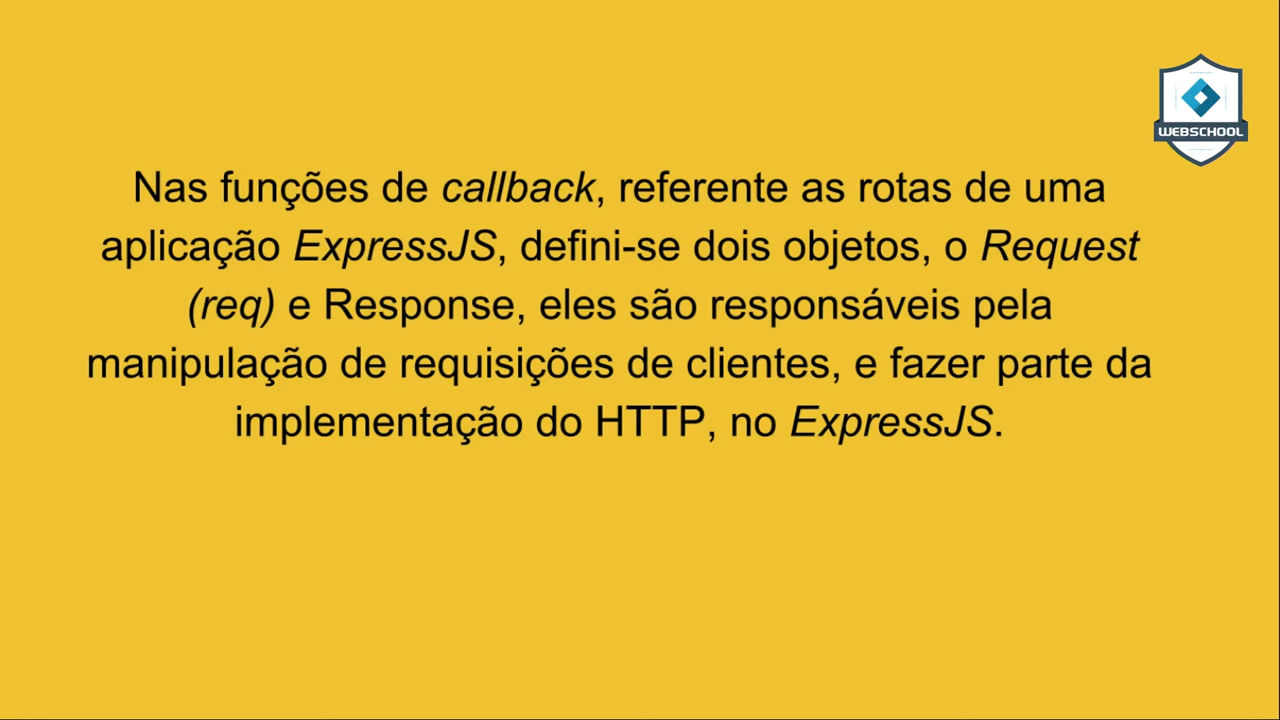 WEBSCHOOL
Nas funções de callback, referente as rotas de uma
aplicação ExpressJS, defini-se dois objetos, o Request
(req) e Response, eles são responsáveis pela
manipulação de requisições de clientes, e fazer parte da
implementação do HTTP, no ExpressJS.